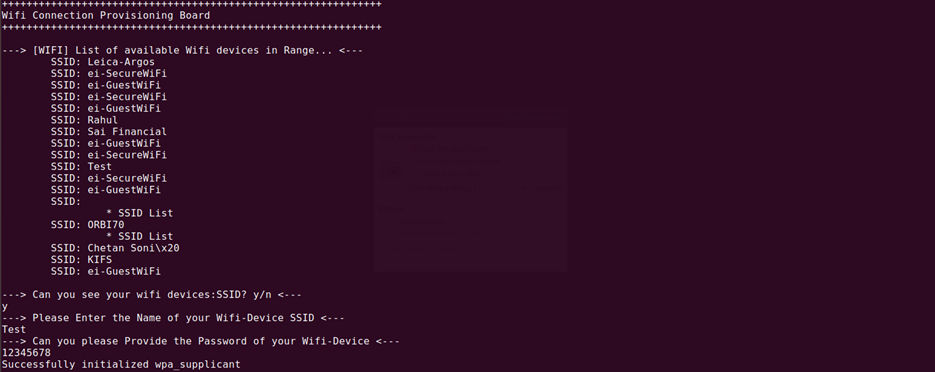 ++++++++++++++++++++++++++++++++++++++++++++++++++++++++++++++
Wifi Connection Provisioning Board
++++++++++++++++++++++++++++++++++++++++++++++++++++++++++++++
---> [WIFI] List of available Wifi devices in Range... <---
SSID: Leica-Argos
SSID: ei-SecureWiFi
SSID: ei-GuestWiFi
SSID: ei-SecureWiFi
SSID: ei-GuestWiFi
SSID: Rahul
SSID: Sai Financial
SSID: ei-GuestWiFi
SSID: ei-SecureWiFi
SSID: Test
SSID: ei-SecureWiFi
SSID: ei-GuestWiFi
SSID:
* SSID List
SSID: ORBI70
* SSID List
SSID: Chetan Soni\x20
SSID: KIFS
SSID: ei-GuestWiFi
---> Can you see your wifi devices:SSID? y/n <---
y
---> Please Enter the Name of your Wifi-Device SSID <---
Test
---> Can you please Provide the Password of your Wifi-Device <---
12345678
Successfully initialized wpa_supplicant